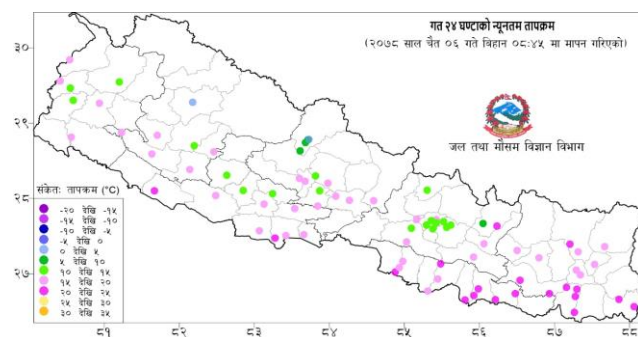 गत २४ घण्टाको न्यूनतम तापक्रम
(२०७८ साल चैत ०६ गते बिहान ०८:४५ मा मापन गरिएको)
जल तथा मौसम विज्ञान विभाग
संकेतः तापक्रम (°C)
-२० देखि -१५
-१५ देखि -१०
-१० देखि -५
-५ देखि ०
० देखि ५
५ देखि १०
१० देखि १५
१५ देखि २०
२० देखि २५
२५ देखि ३०
३० देखि ३५
३०
२९
२८
२७
८१
८२
८३
८४
८५
८६
८७
८८